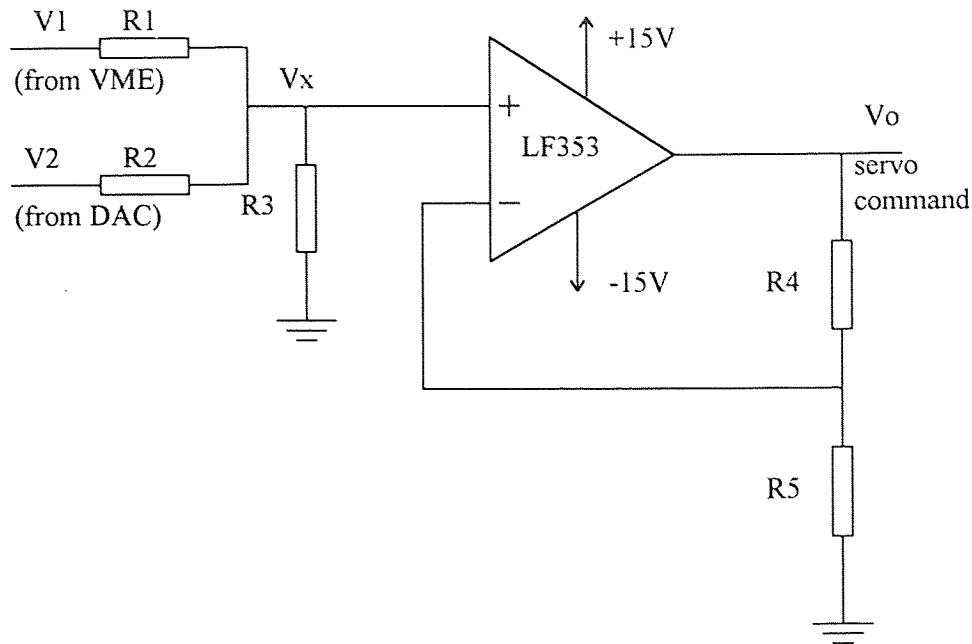 V1 R1
(from VME)
Vx
V2 R2
(from DAC)
R3
+
LF353
−
+15V
-15V
Vo
servo
command
R4
R5